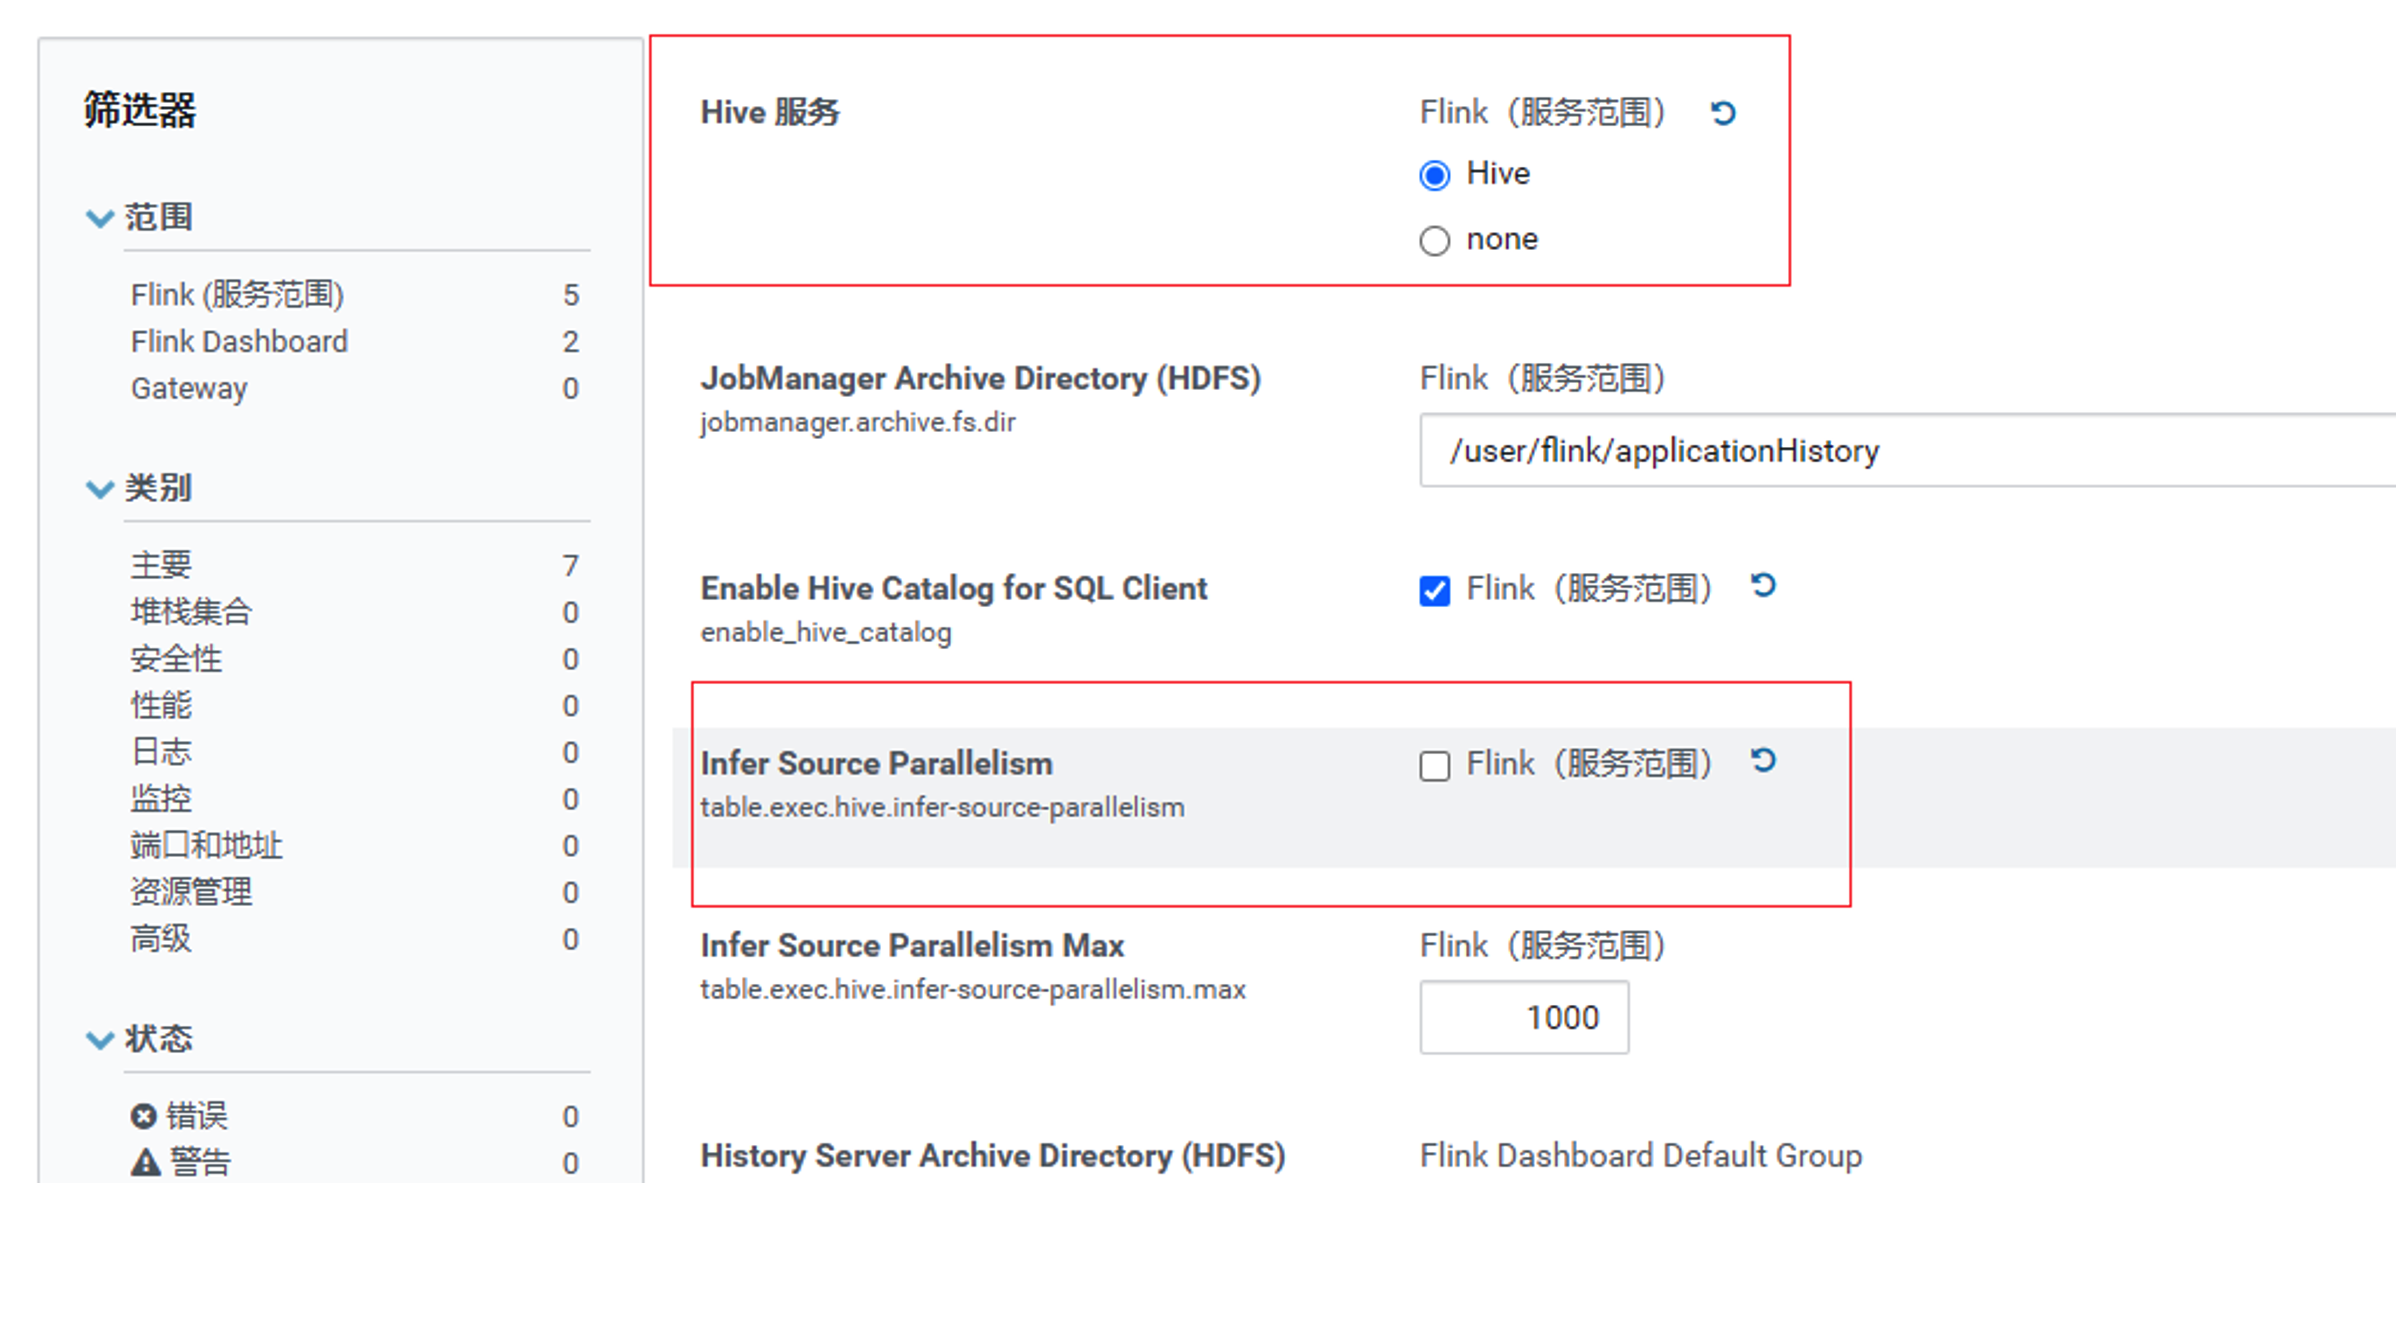 筛选器
范围
Flink (服务范围) 5
Flink Dashboard 2
Gateway 0
类别
主要 7
堆栈集合 0
安全性 0
性能 0
日志 0
监控 0
端口和地址 0
资源管理 0
高级 0
状态
错误 0
警告 0
Hive 服务
Flink（服务范围）
Hive
none
JobManager Archive Directory (HDFS)
jobmanager.archive.fs.dir
Flink（服务范围）
/user/flink/applicationHistory
Enable Hive Catalog for SQL Client
enable_hive_catalog
Flink（服务范围）
Infer Source Parallelism
table.exec.hive.infer-source-parallelism
Flink（服务范围）
Infer Source Parallelism Max
table.exec.hive.infer-source-parallelism.max
Flink（服务范围）
1000
History Server Archive Directory (HDFS)
Flink Dashboard Default Group